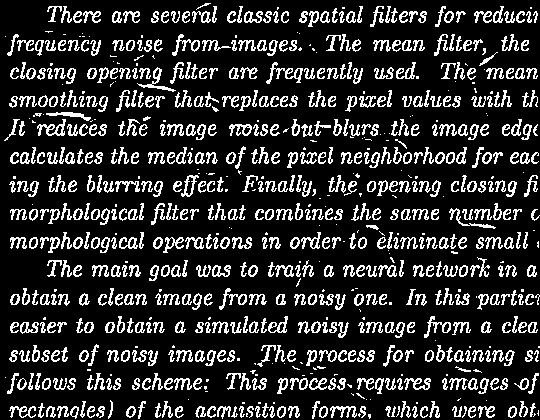 There are several classic spatial filters for reducin
frequency noise from images. The mean filter, the
closing opening filter are frequently used. The mean
smoothing filter that replaces the pixel values with th
It reduces the image noise but blurs the image edge
calculates the median of the pixel neighborhood for eac
ing the blurring effect. Finally, the opening closing fi
morphological filter that combines the same number o
morphological operations in order to eliminate small
The main goal was to train a neural network in a
obtain a clean image from a noisy one. In this particu
easier to obtain a simulated noisy image from a clea
subset of noisy images. The process for obtaining si
follows this scheme: This process requires images of
rectangles) of the acquisition forms, which were obt